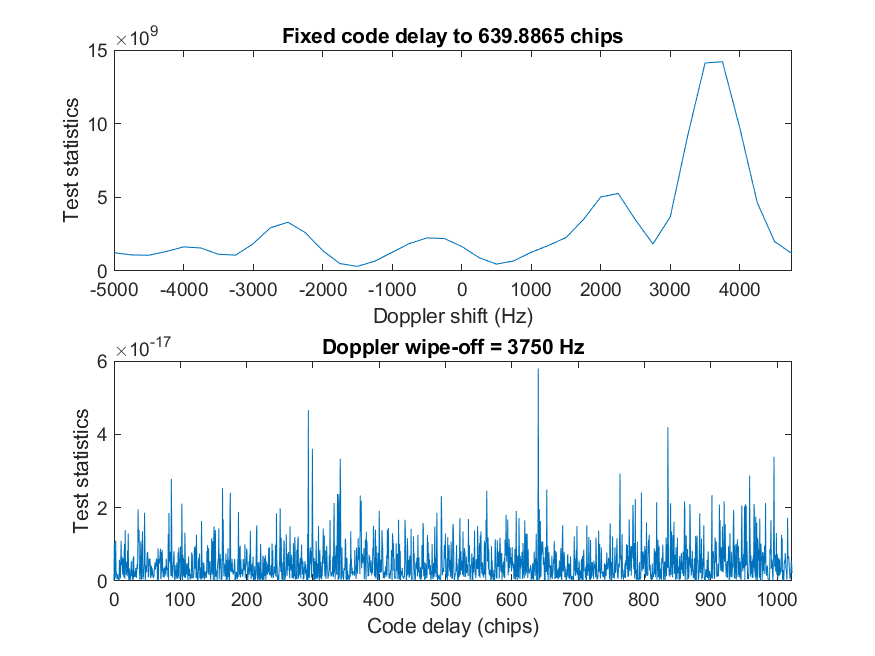 ×10^9
Fixed code delay to 639.8865 chips
15
10
5
0
Test statistics
-5000 -4000 -3000 -2000 -1000 0 1000 2000 3000 4000
Doppler shift (Hz)
×10^-17
Doppler wipe-off = 3750 Hz
6
4
2
0
Test statistics
0 100 200 300 400 500 600 700 800 900 1000
Code delay (chips)